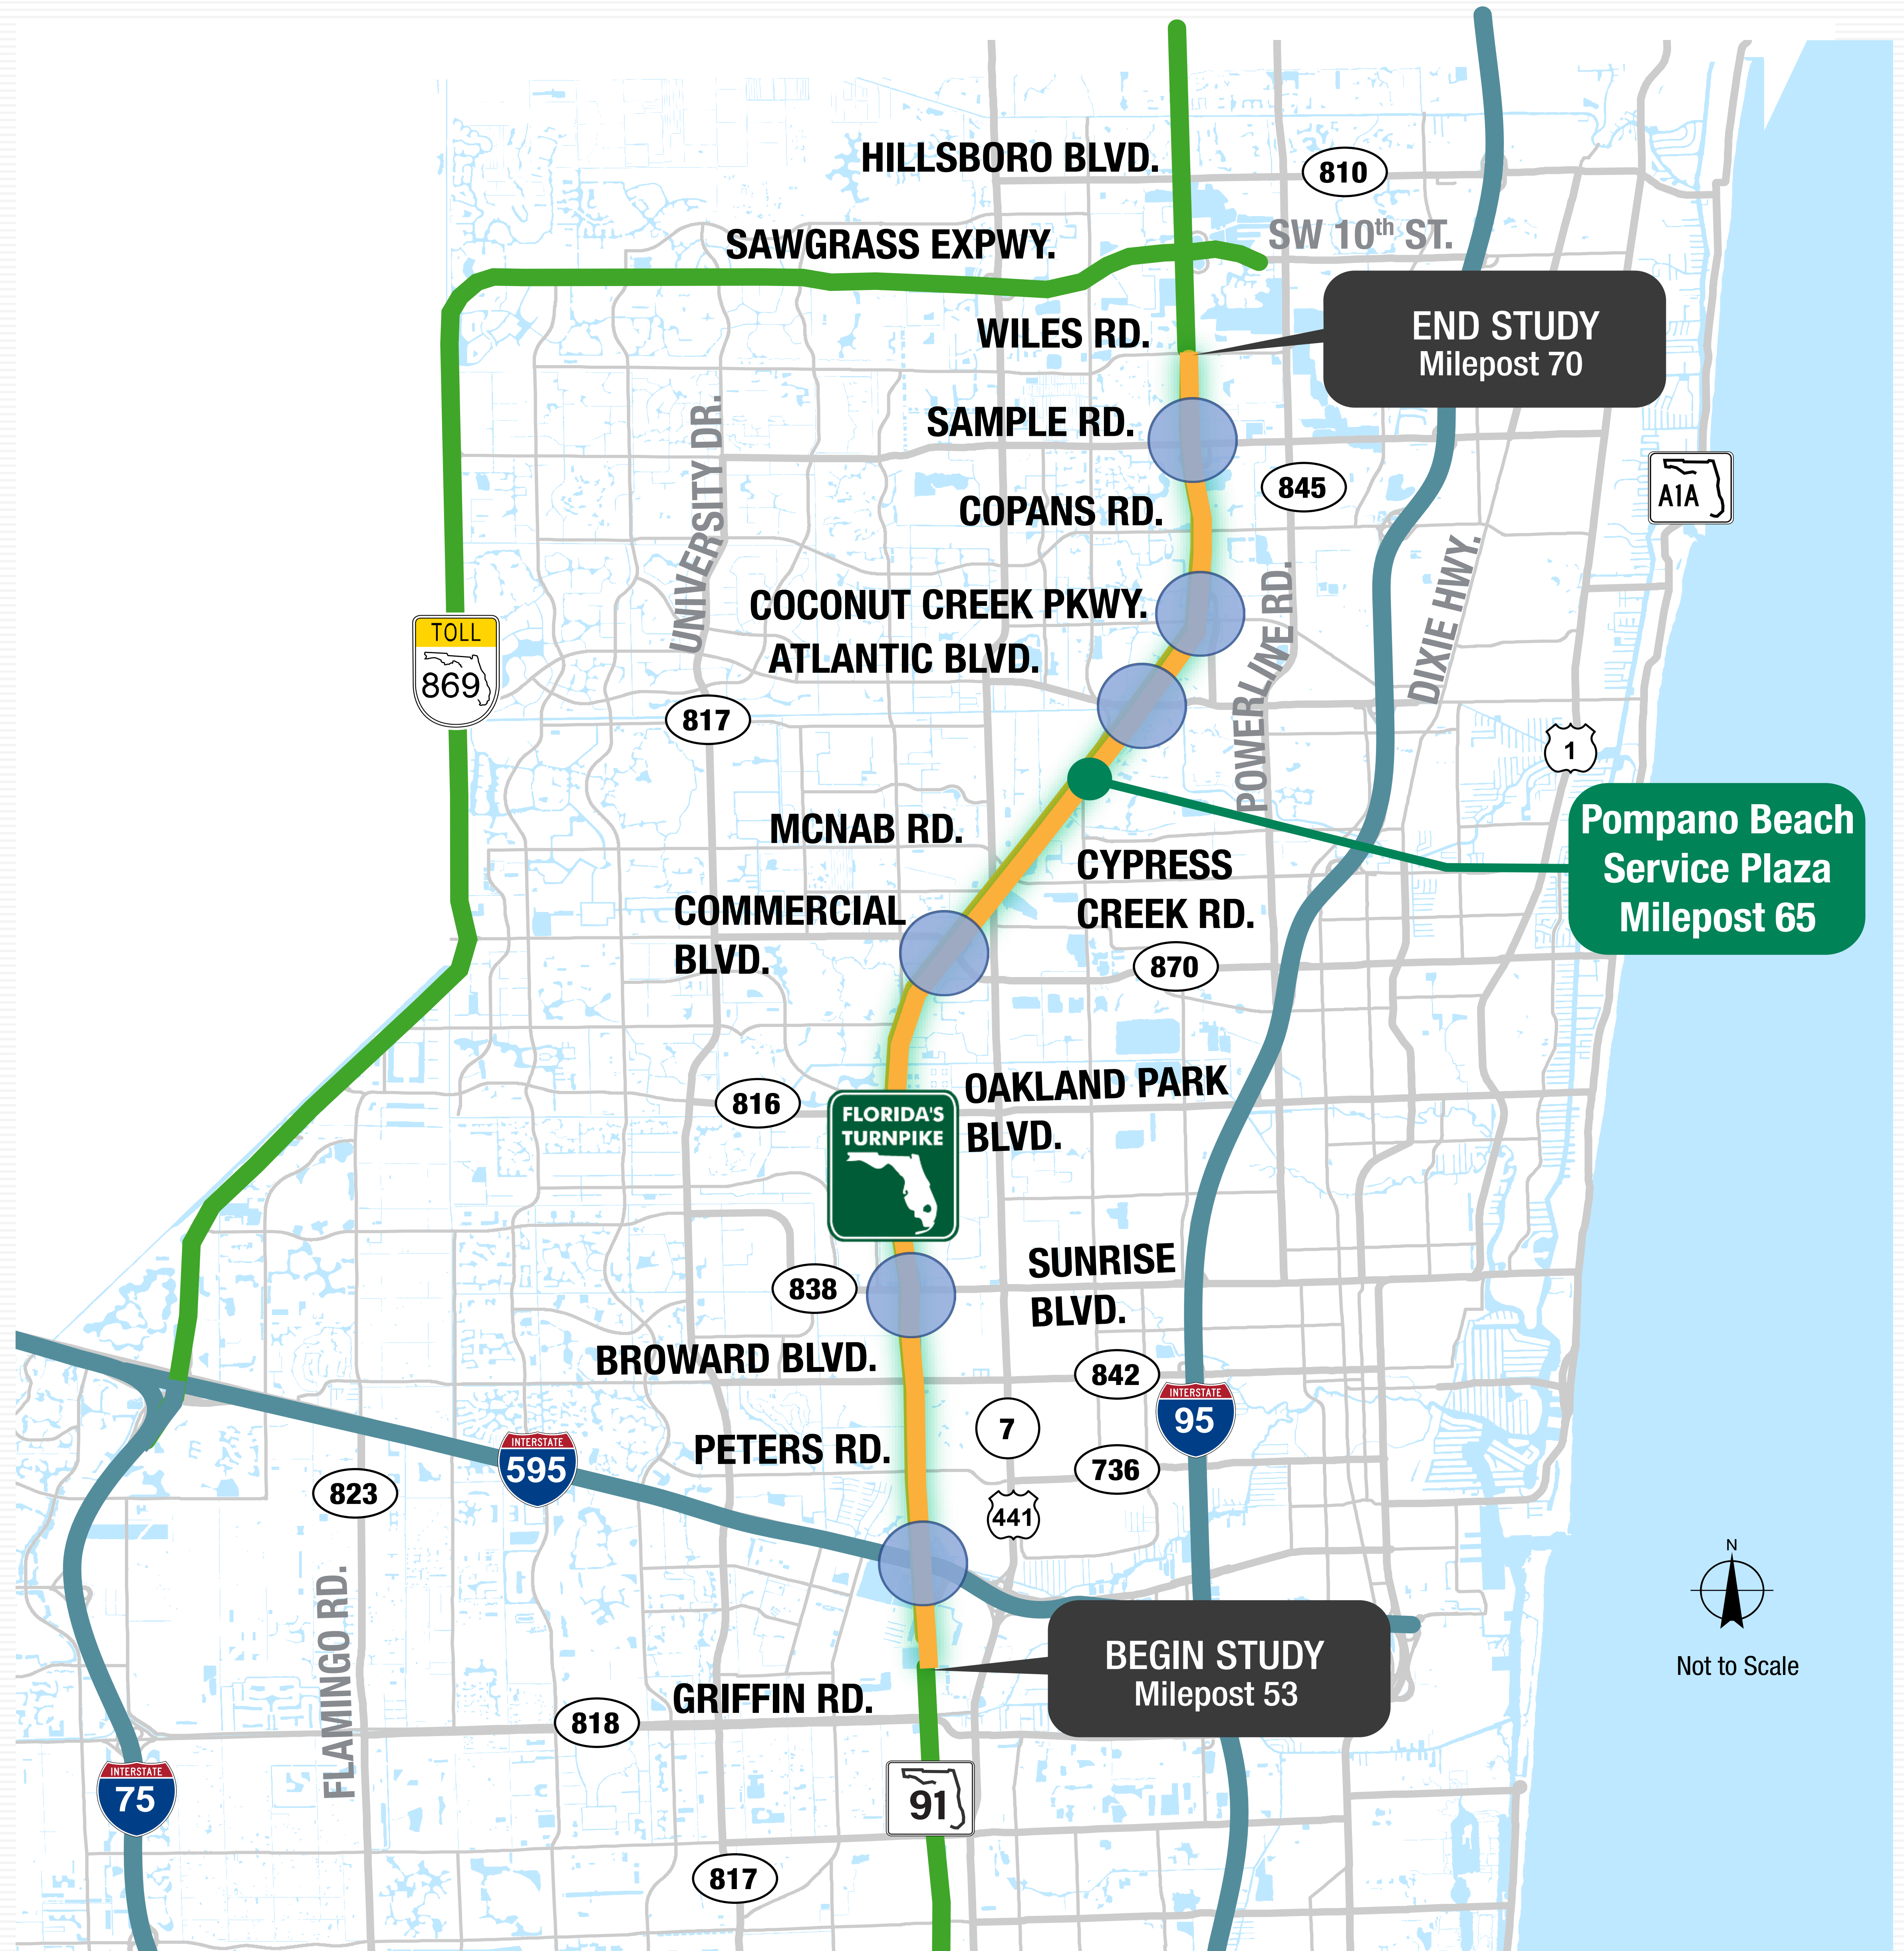 HILLSBORO BLVD.
810
SW 10th ST.
SAWGRASS EXPWY.
END STUDY
Milepost 70
WILES RD.
SAMPLE RD.
UNIVERSITY DR.
845
A1A
COPANS RD.
DIXIE HWY.
COCONUT CREEK PKWY.
POWERLINE RD.
TOLL
869
ATLANTIC BLVD.
817
1
Pompano Beach
Service Plaza
Milepost 65
MCNAB RD.
CYPRESS
CREEK RD.
COMMERCIAL
BLVD.
870
OAKLAND PARK
BLVD.
816
FLORIDA'S
TURNPIKE
SUNRISE
BLVD.
838
BROWARD BLVD.
842
INTERSTATE
95
7
PETERS RD.
INTERSTATE
595
736
823
441
N
Not to Scale
FLAMINGO RD.
BEGIN STUDY
Milepost 53
GRIFFIN RD.
818
INTERSTATE
75
91
817